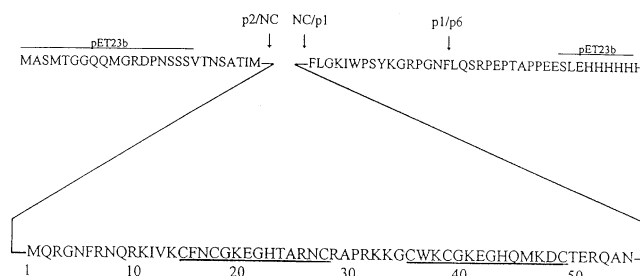 p2/NC NC/p1 p1/p6
pET23b pET23b
MASMTGGQQMGRDPNSSSVTNSATIM FLGKIWPSYKGRPGNFLQSRPEPTAPPEESLEHHHHHH
MQRGNFRNQRKIVKCFNCGKEGHTARNCRAPRKKGCWKCGKEGHQMKDCTERQAN
1 10 20 30 40 50